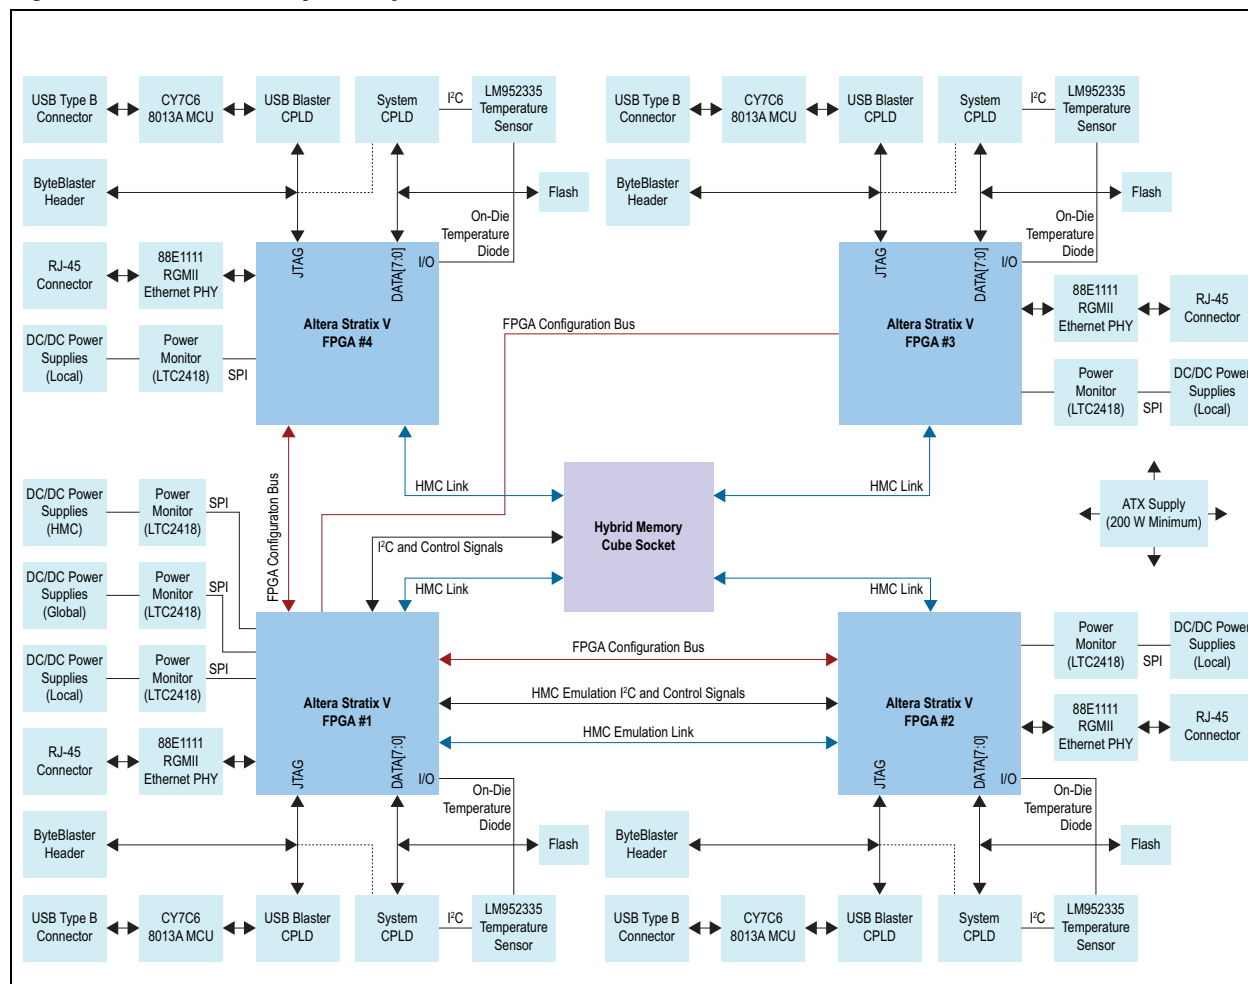 USB Type B
Connector
CY7C6
8013A MCU
USB Blaster
CPLD
System
CPLD
I²C
LM952335
Temperature
Sensor
ByteBlaster
Header
Flash
On-Die
Temperature
Diode
RJ-45
Connector
88E1111
RGMII
Ethernet PHY
JTAG
DATA[7:0]
I/O
Altera Stratix V
FPGA #4
DC/DC Power
Supplies
(Local)
Power
Monitor
(LTC2418)
SPI
USB Type B
Connector
CY7C6
8013A MCU
USB Blaster
CPLD
System
CPLD
I²C
LM952335
Temperature
Sensor
ByteBlaster
Header
Flash
On-Die
Temperature
Diode
JTAG
DATA[7:0]
I/O
Altera Stratix V
FPGA #3
88E1111
RGMII
Ethernet PHY
RJ-45
Connector
Power
Monitor
(LTC2418)
SPI
DC/DC Power
Supplies
(Local)
FPGA Configuration Bus
FPGA Configuraton Bus
HMC Link
HMC Link
Hybrid Memory
Cube Socket
I²C and Control Signals
HMC Link
HMC Link
ATX Supply
(200 W Minimum)
DC/DC Power
Supplies
(HMC)
Power
Monitor
(LTC2418)
SPI
DC/DC Power
Supplies
(Global)
Power
Monitor
(LTC2418)
SPI
DC/DC Power
Supplies
(Local)
Power
Monitor
(LTC2418)
SPI
Altera Stratix V
FPGA #1
RJ-45
Connector
88E1111
RGMII
Ethernet PHY
JTAG
DATA[7:0]
I/O
FPGA Configuration Bus
HMC Emulation I²C and Control Signals
HMC Emulation Link
Altera Stratix V
FPGA #2
JTAG
DATA[7:0]
I/O
Power
Monitor
(LTC2418)
SPI
DC/DC Power
Supplies
(Local)
88E1111
RGMII
Ethernet PHY
RJ-45
Connector
On-Die
Temperature
Diode
ByteBlaster
Header
Flash
USB Type B
Connector
CY7C6
8013A MCU
USB Blaster
CPLD
System
CPLD
I²C
LM952335
Temperature
Sensor
On-Die
Temperature
Diode
ByteBlaster
Header
Flash
USB Type B
Connector
CY7C6
8013A MCU
USB Blaster
CPLD
System
CPLD
I²C
LM952335
Temperature
Sensor